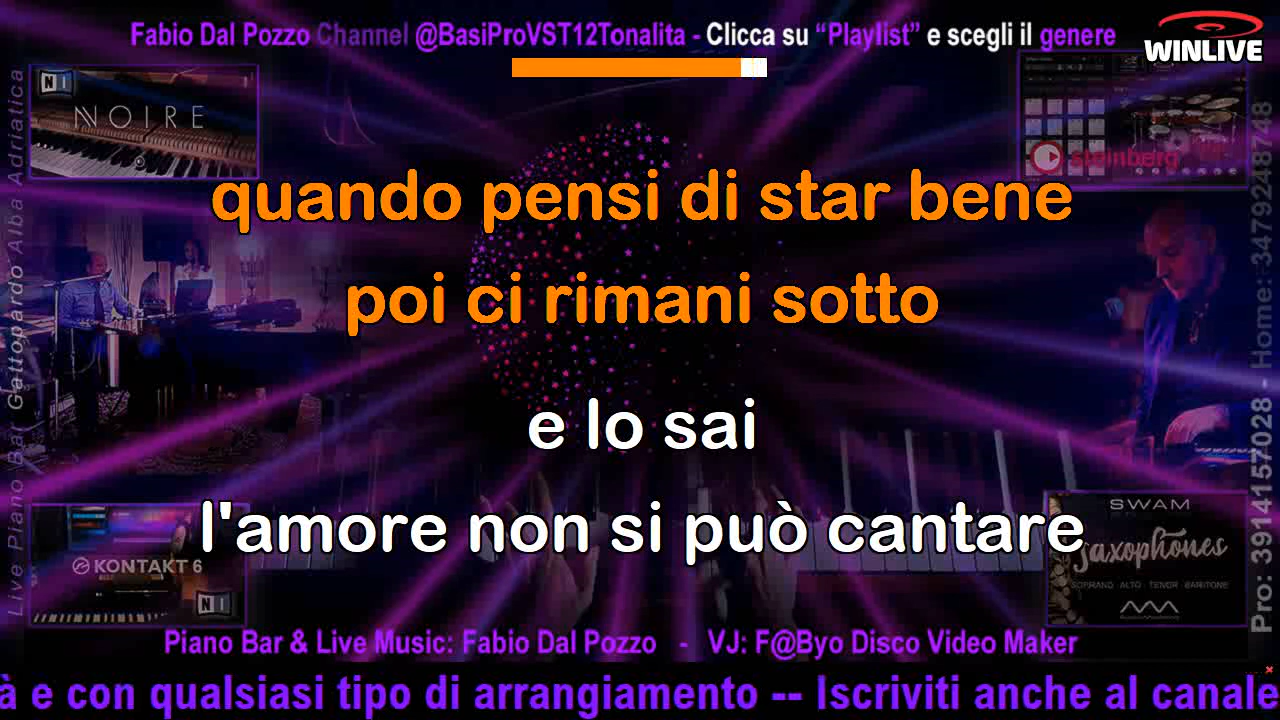 Fabio Dal Pozzo Channel @BasiProVST12Tonalita - Clicca su “Playlist” e scegli il genere
WINLIVE
NOIRE
steinberg
quando pensi di star bene
poi ci rimani sotto
e lo sai
l'amore non si può cantare
Live Piano Bar Gattopardo Alba Adriatica
Pro: 3914157028 - Home: 3479248748
KONTAKT 6
SWAM
Saxophones
SOPRANO · ALTO · TENOR · BARITONE
Piano Bar & Live Music: Fabio Dal Pozzo - VJ: F@Byo Disco Video Maker
à e con qualsiasi tipo di arrangiamento -- Iscriviti anche al canale